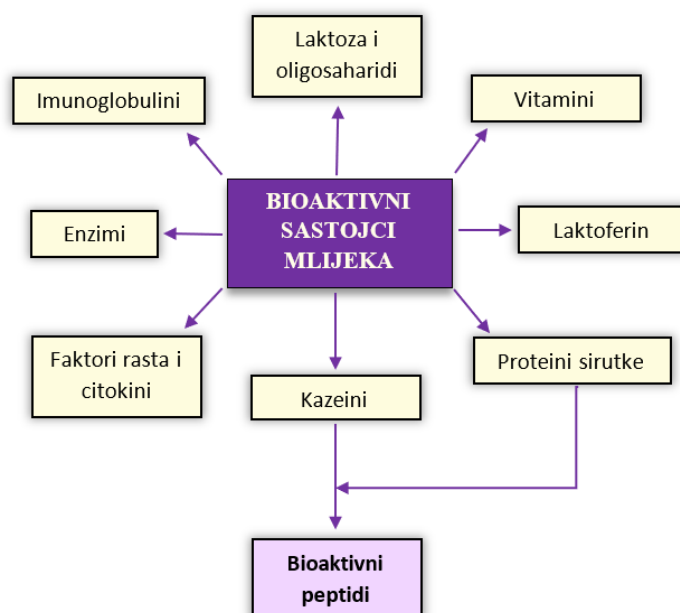 Laktoza i
oligosaharidi
Imunoglobulini
Vitamini
BIOAKTIVNI
SASTOJCI
MLIJEKA
Enzimi
Laktoferin
Faktori rasta i
citokini
Kazeini
Proteini sirutke
Bioaktivni
peptidi